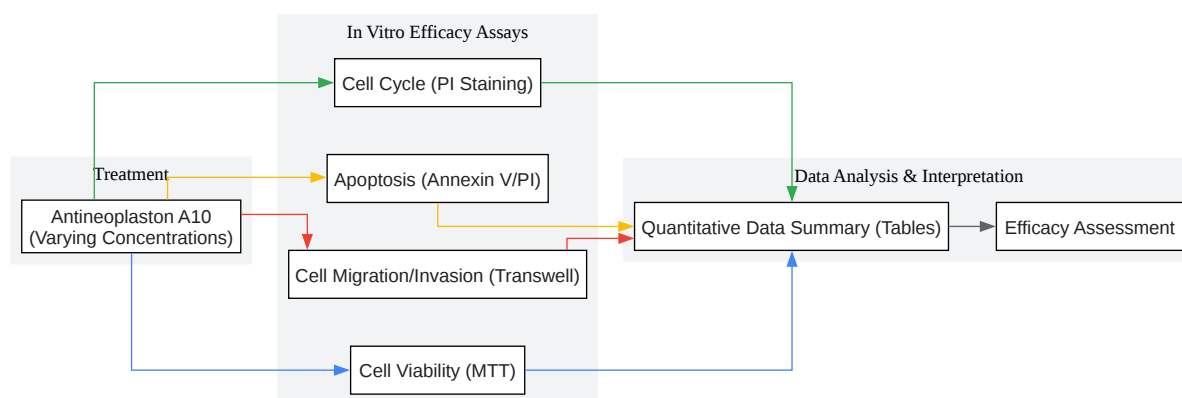 In Vitro Efficacy Assays
Cell Cycle (PI Staining)
Treatment
Apoptosis (Annexin V/PI)
Data Analysis & Interpretation
Antineoplaston A10
(Varying Concentrations)
Quantitative Data Summary (Tables)
Efficacy Assessment
Cell Migration/Invasion (Transwell)
Cell Viability (MTT)